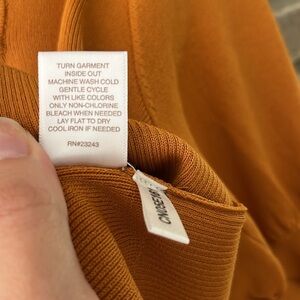 TURN GARMENT
INSIDE OUT
MACHINE WASH COLD
GENTLE CYCLE
WITH LIKE COLORS
ONLY NON-CHLORINE
BLEACH WHEN NEEDED
LAY FLAT TO DRY
COOL IRON IF NEEDED
RN#23243